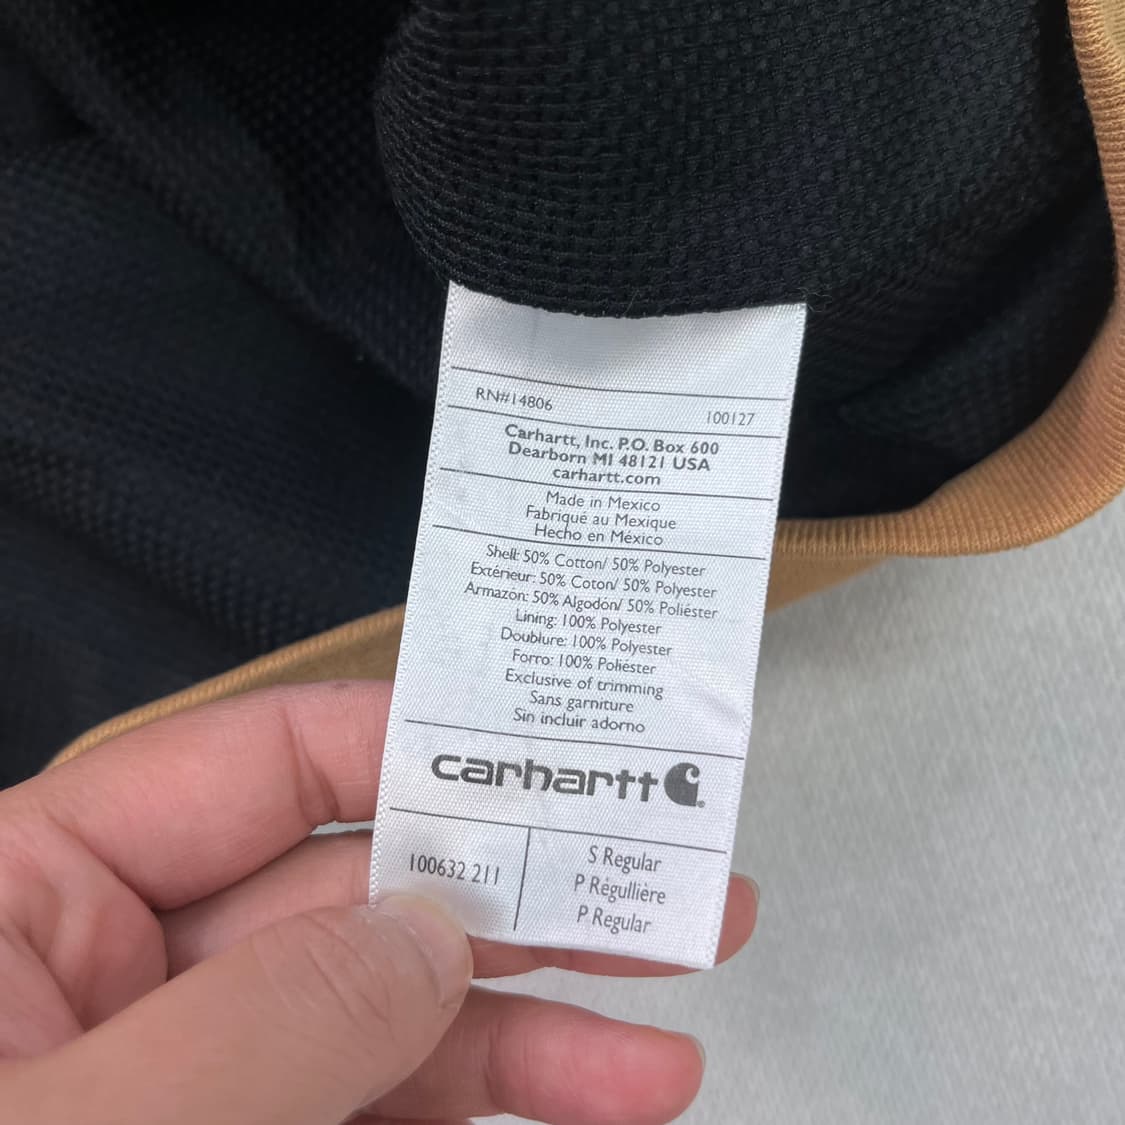 RN#14806 100127
Carhartt, Inc. P.O. Box 600
Dearborn MI 48121 USA
carhartt.com
Made in Mexico
Fabriqué au Mexique
Hecho en México
Shell: 50% Cotton/ 50% Polyester
Extérieur: 50% Coton/ 50% Polyester
Armazón: 50% Algodón/ 50% Poliéster
Lining: 100% Polyester
Doublure: 100% Polyester
Forro: 100% Poliéster
Exclusive of trimming
Sans garniture
Sin incluir adorno
carhartt
100632 211
S Regular
P Régullière
P Regular